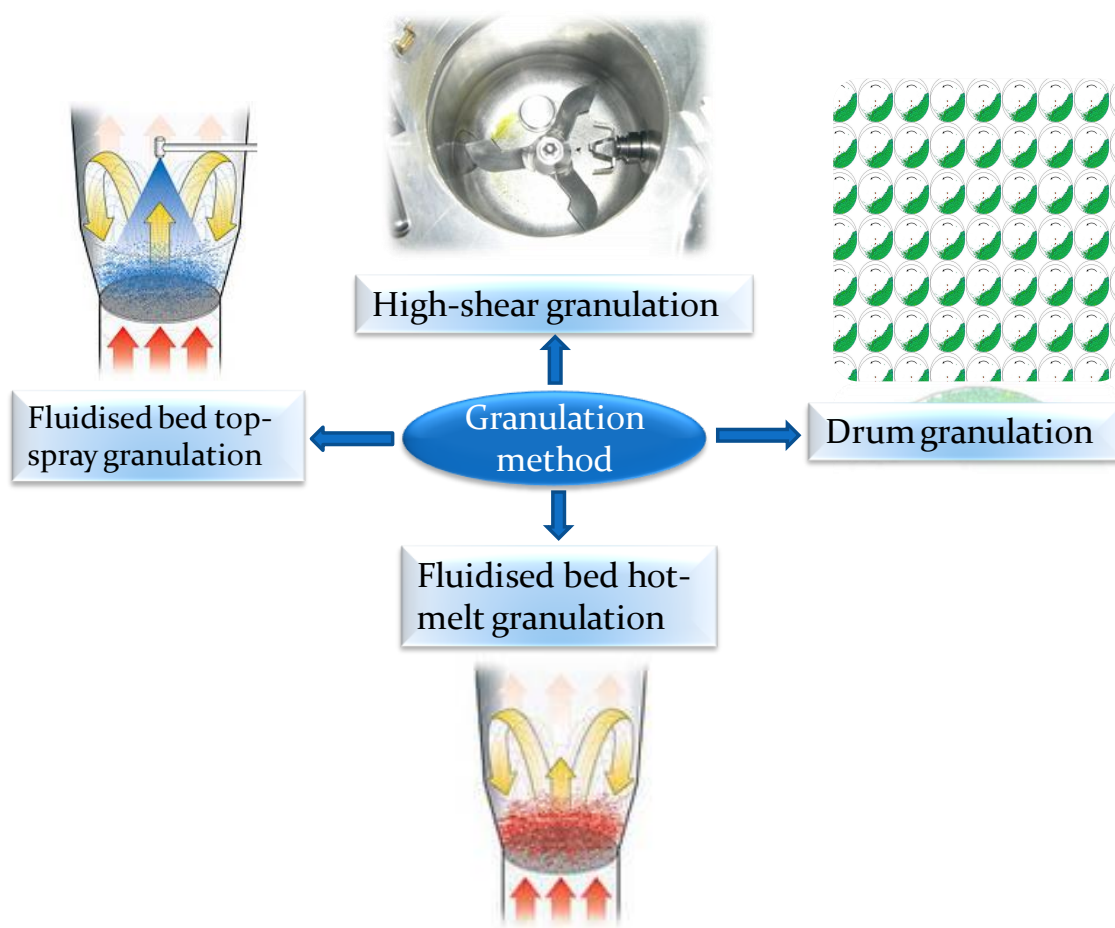 High-shear granulation
Fluidised bed top-
spray granulation
Granulation
method
Drum granulation
Fluidised bed hot-
melt granulation